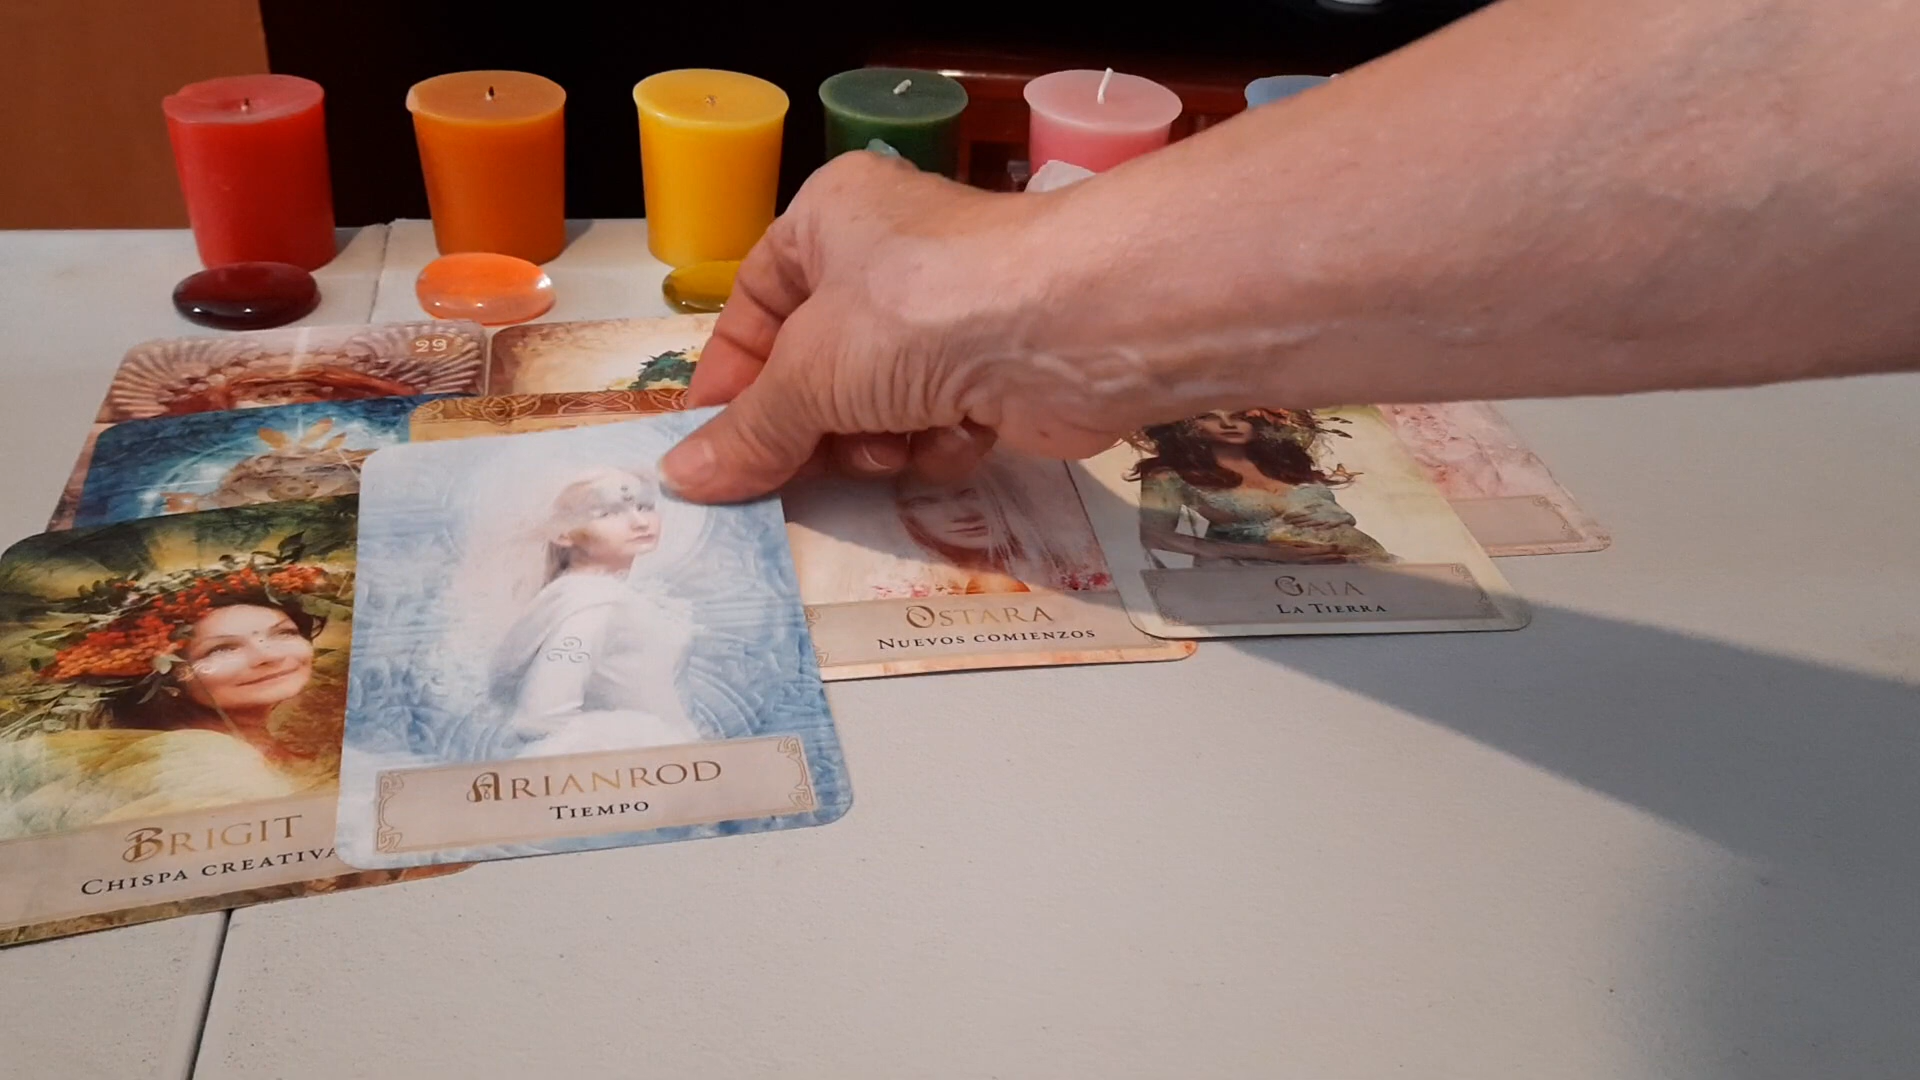 29
BRIGIT
CHISPA CREATIVA
ARIANROD
TIEMPO
OSTARA
NUEVOS COMIENZOS
GAIA
LA TIERRA